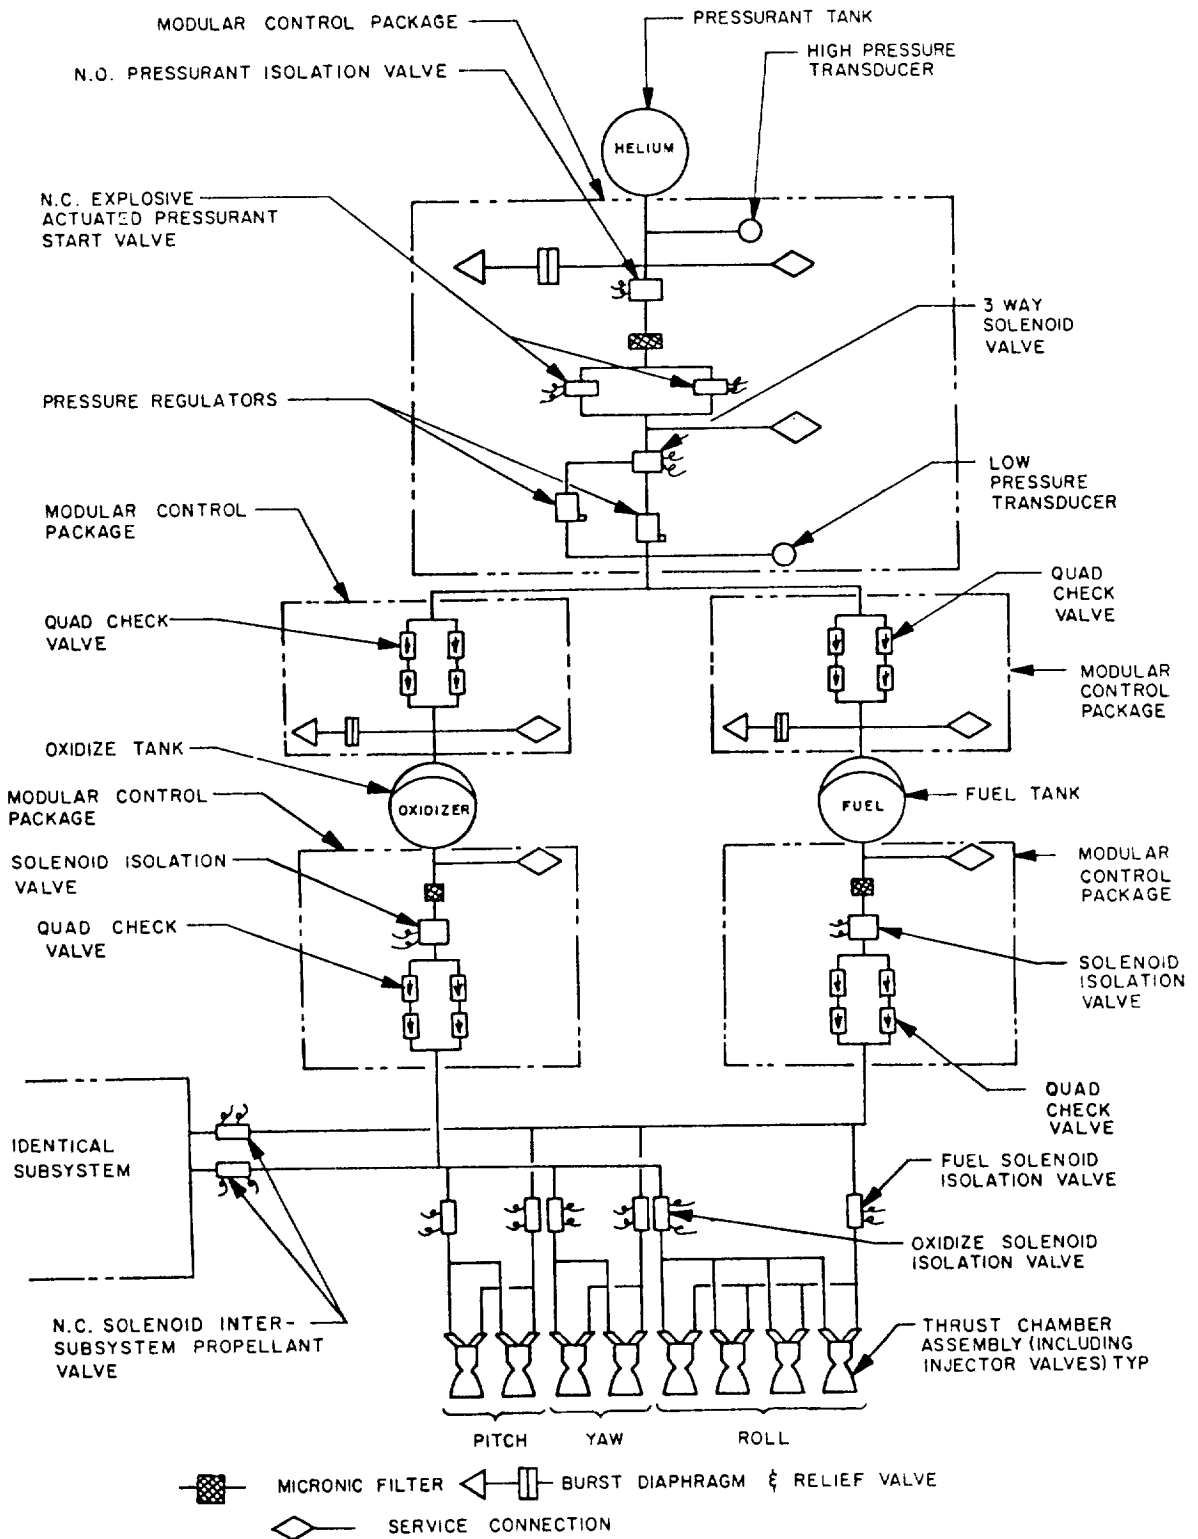 MODULAR CONTROL PACKAGE
PRESSURANT TANK
HIGH PRESSURE
TRANSDUCER
N.O. PRESSURANT ISOLATION VALVE
HELIUM
N.C. EXPLOSIVE
ACTUATED PRESSURANT
START VALVE
3 WAY
SOLENOID
VALVE
PRESSURE REGULATORS
LOW
PRESSURE
TRANSDUCER
MODULAR CONTROL
PACKAGE
QUAD
CHECK
VALVE
QUAD CHECK
VALVE
MODULAR
CONTROL
PACKAGE
OXIDIZE TANK
OXIDIZER
FUEL
FUEL TANK
MODULAR CONTROL
PACKAGE
SOLENOID ISOLATION
VALVE
MODULAR
CONTROL
PACKAGE
QUAD CHECK
VALVE
SOLENOID
ISOLATION
VALVE
QUAD
CHECK
VALVE
IDENTICAL
SUBSYSTEM
FUEL SOLENOID
ISOLATION VALVE
OXIDIZE SOLENOID
ISOLATION VALVE
N.C. SOLENOID INTER-
SUBSYSTEM PROPELLANT
VALVE
THRUST CHAMBER
ASSEMBLY (INCLUDING
INJECTOR VALVES) TYP
PITCH
YAW
ROLL
MICRONIC FILTER
BURST DIAPHRAGM & RELIEF VALVE
SERVICE CONNECTION